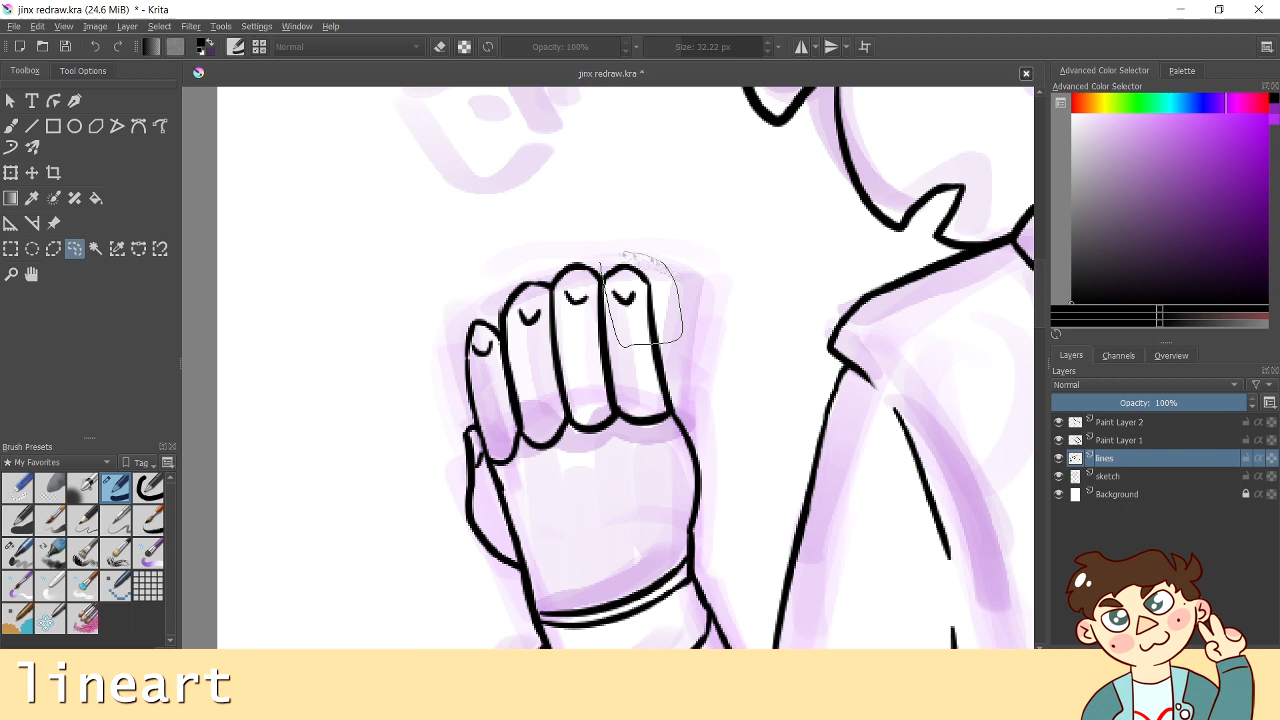 jinx redraw.kra (24.6 MiB) * - Krita
File Edit View Image Layer Select Filter Tools Settings Window Help
Normal Opacity: 100% Size: 32.22 px
Toolbox Tool Options
jinx redraw.kra *
Advanced Color Selector Palette
Advanced Color Selector
Layers Channels Overview
Layers
Normal
Opacity: 100%
Paint Layer 2
Paint Layer 1
lines
sketch
Background
Brush Presets
★ My Favorites Tag
lineart